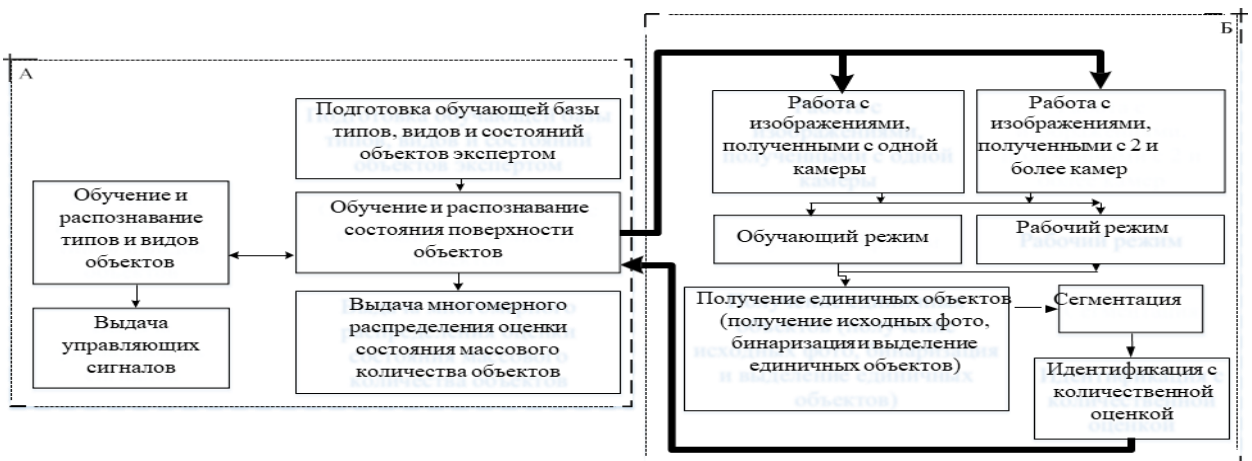 А
Подготовка обучающей базы
типов, видов и состояний
объектов экспертом
Обучение и
распознавание
типов и видов
объектов
Обучение и распознавание
состояния поверхности
объектов
Выдача
управляющих
сигналов
Выдача многомерного
распределения оценки
состояния массового
количества объектов
Б
Работа с
изображениями,
полученными с одной
камеры
Работа с
изображениями,
полученными с 2 и
более камер
Обучающий режим
Рабочий режим
Получение единичных объектов
(получение исходных фото,
бинаризация и выделение
единичных объектов)
Сегментация
Идентификация с
количественной
оценкой